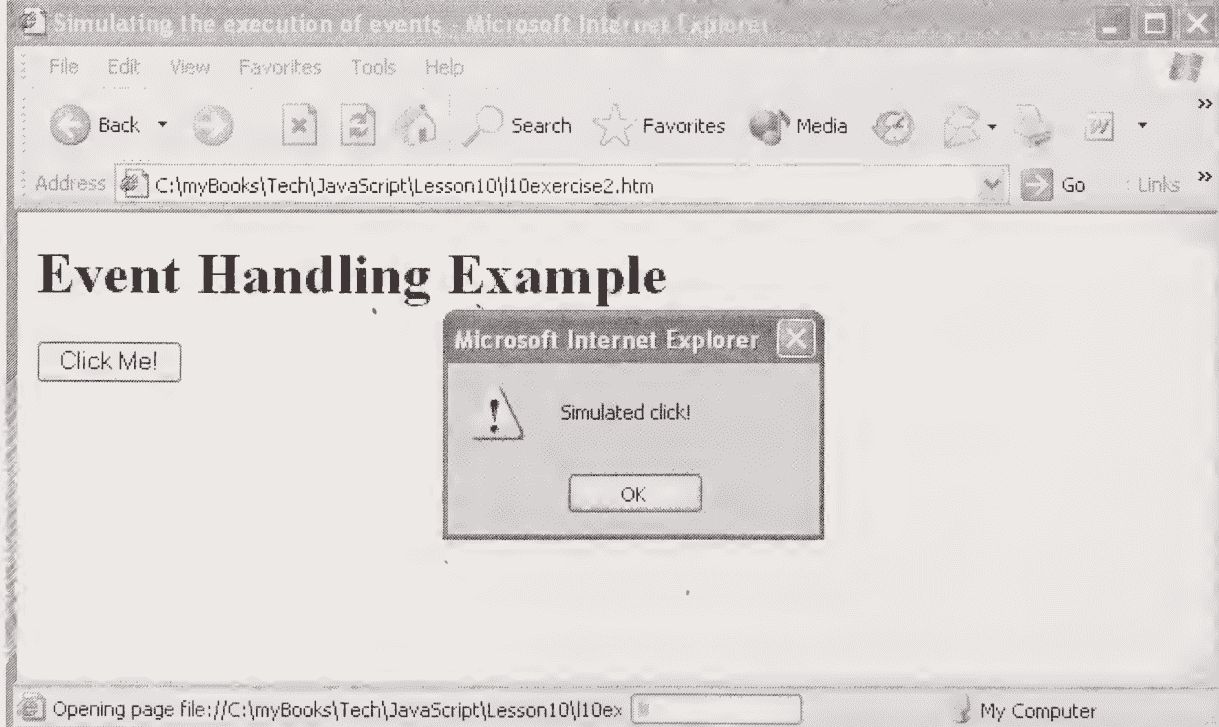 Simulating the execution of events - Microsoft Internet Explorer
File Edit View Favorites Tools Help
Back Search Favorites Media W »
Address C:\myBooks\Tech\JavaScript\Lesson10\l10exercise2.htm Go Links »
Event Handling Example
Click Me!
Microsoft Internet Explorer
Simulated click!
OK
Opening page file://C:\myBooks\Tech\JavaScript\Lesson10\l10ex My Computer